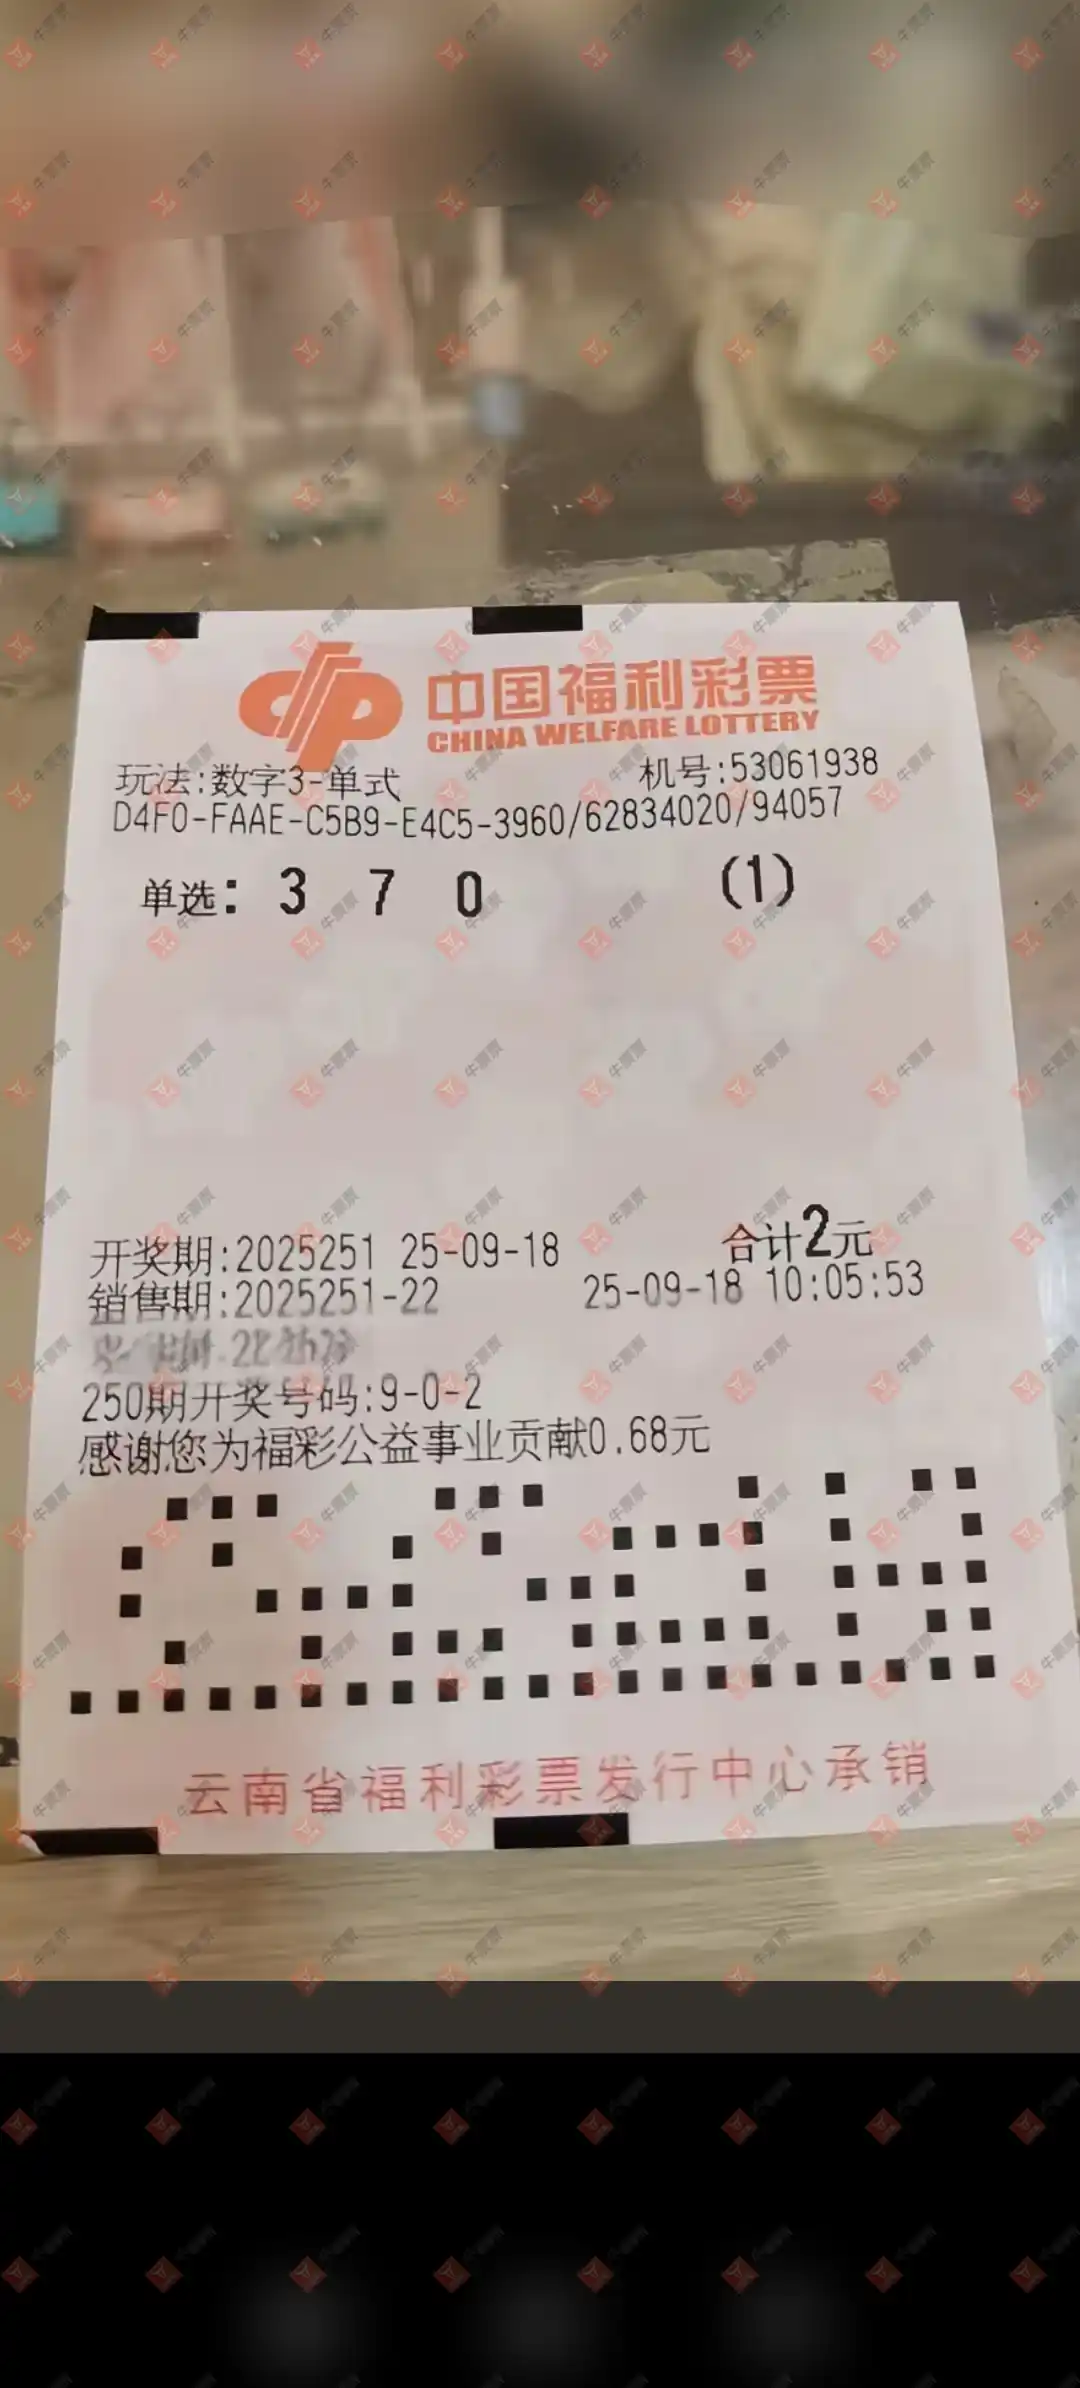 中国福利彩票
CHINA WELFARE LOTTERY
玩法:数字3-单式 机号:53061938
D4F0-FAAE-C5B9-E4C5-3960/62834020/94057
单选: 3 7 0 (1)
开奖期:2025251 25-09-18 合计2元
销售期:2025251-22 25-09-18 10:05:53
250期开奖号码:9-0-2
感谢您为福彩公益事业贡献0.68元
云南省福利彩票发行中心承销